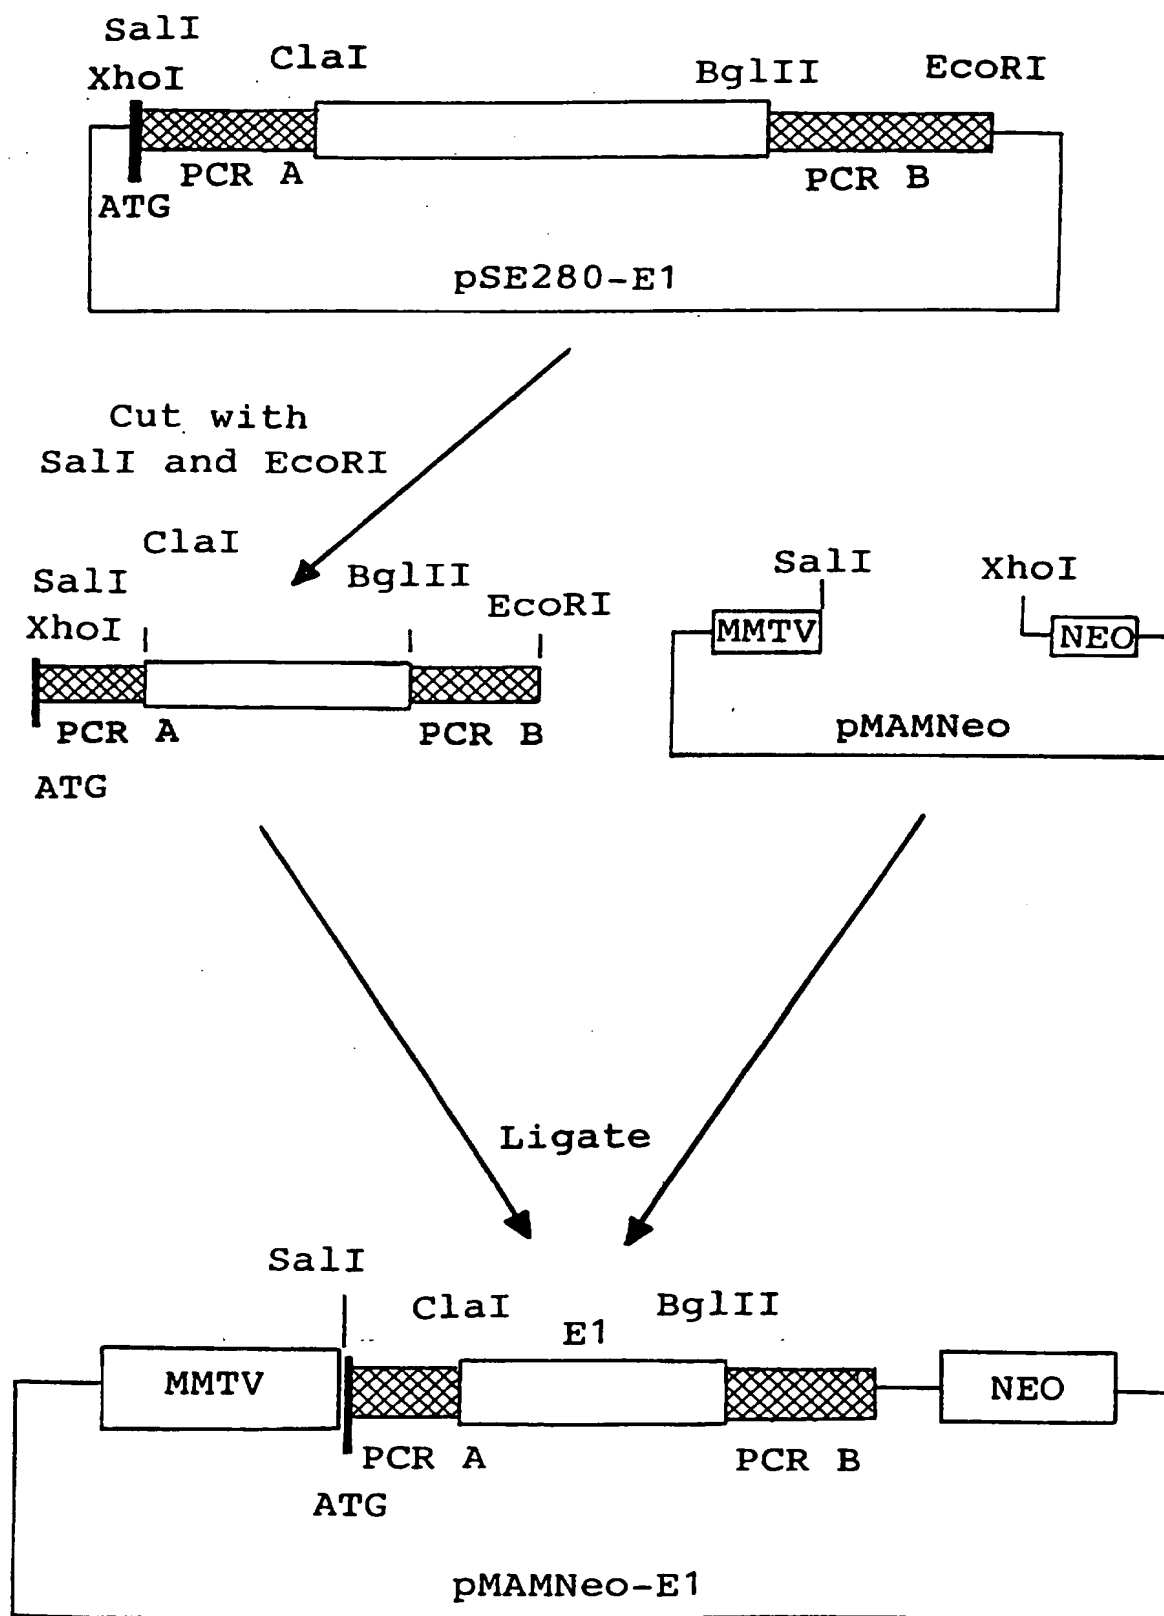 SalI
XhoI
ClaI
BglII
EcoRI
PCR A
PCR B
ATG
pSE280-E1
Cut with
SalI and EcoRI
ClaI
SalI
BglII
EcoRI
XhoI
PCR A
PCR B
ATG
SalI
XhoI
MMTV
NEO
pMAMNeo
Ligate
SalI
ClaI
BglII
E1
MMTV
NEO
PCR A
PCR B
ATG
pMAMNeo-E1